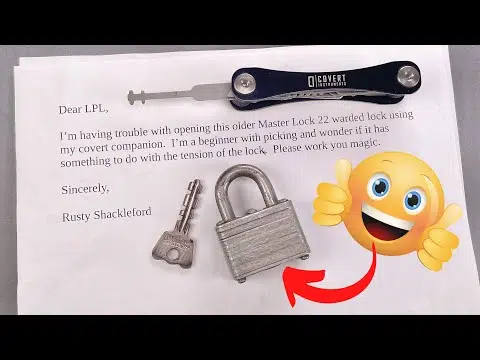 COVERT
INSTRUMENTS
Dear LPL,
I'm having trouble with opening this older Master Lock 22 warded lock using
my covert companion. I'm a beginner with picking and wonder if it has
something to do with the tension of the lock. Please work you magic.
Sincerely,
Rusty Shackleford